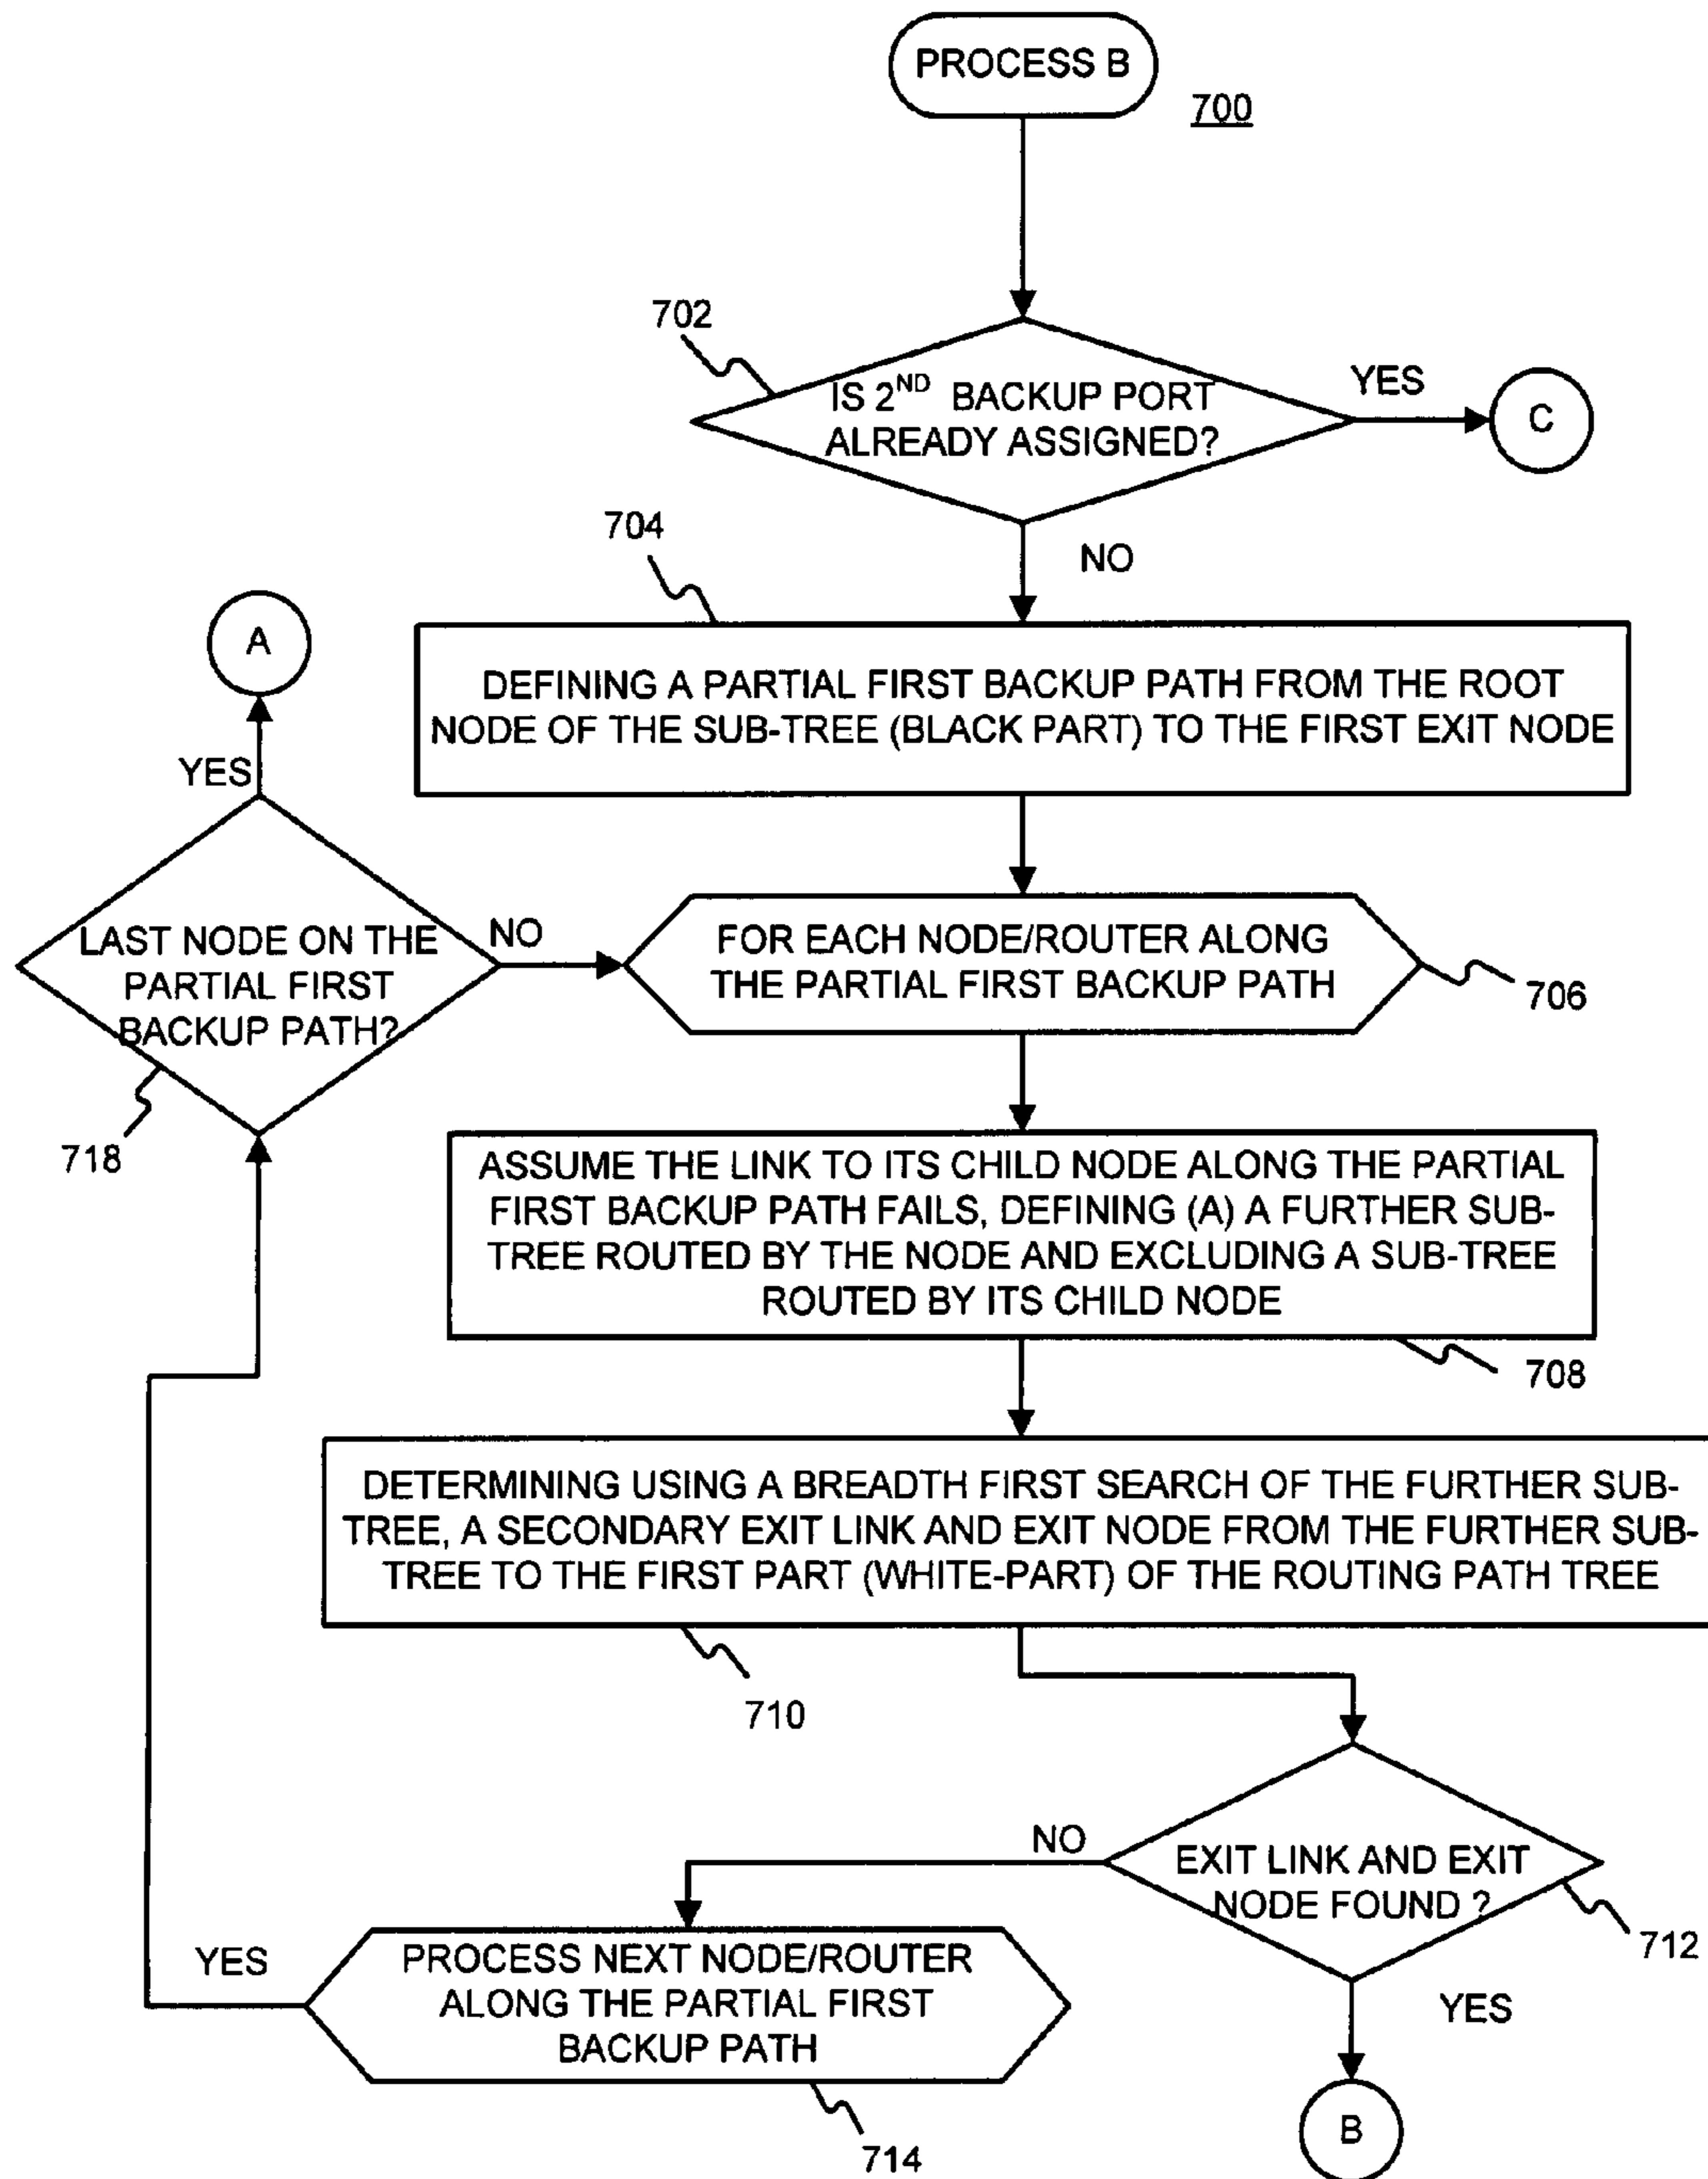 PROCESS B
700
702
IS 2ND BACKUP PORT
ALREADY ASSIGNED?
YES
C
704
NO
A
DEFINING A PARTIAL FIRST BACKUP PATH FROM THE ROOT
NODE OF THE SUB-TREE (BLACK PART) TO THE FIRST EXIT NODE
YES
LAST NODE ON THE
PARTIAL FIRST
BACKUP PATH?
NO
FOR EACH NODE/ROUTER ALONG
THE PARTIAL FIRST BACKUP PATH
706
718
ASSUME THE LINK TO ITS CHILD NODE ALONG THE PARTIAL
FIRST BACKUP PATH FAILS, DEFINING (A) A FURTHER SUB-
TREE ROUTED BY THE NODE AND EXCLUDING A SUB-TREE
ROUTED BY ITS CHILD NODE
708
DETERMINING USING A BREADTH FIRST SEARCH OF THE FURTHER SUB-
TREE, A SECONDARY EXIT LINK AND EXIT NODE FROM THE FURTHER SUB-
TREE TO THE FIRST PART (WHITE-PART) OF THE ROUTING PATH TREE
710
NO
EXIT LINK AND EXIT
NODE FOUND ?
712
YES
PROCESS NEXT NODE/ROUTER
ALONG THE PARTIAL FIRST
BACKUP PATH
YES
714
B